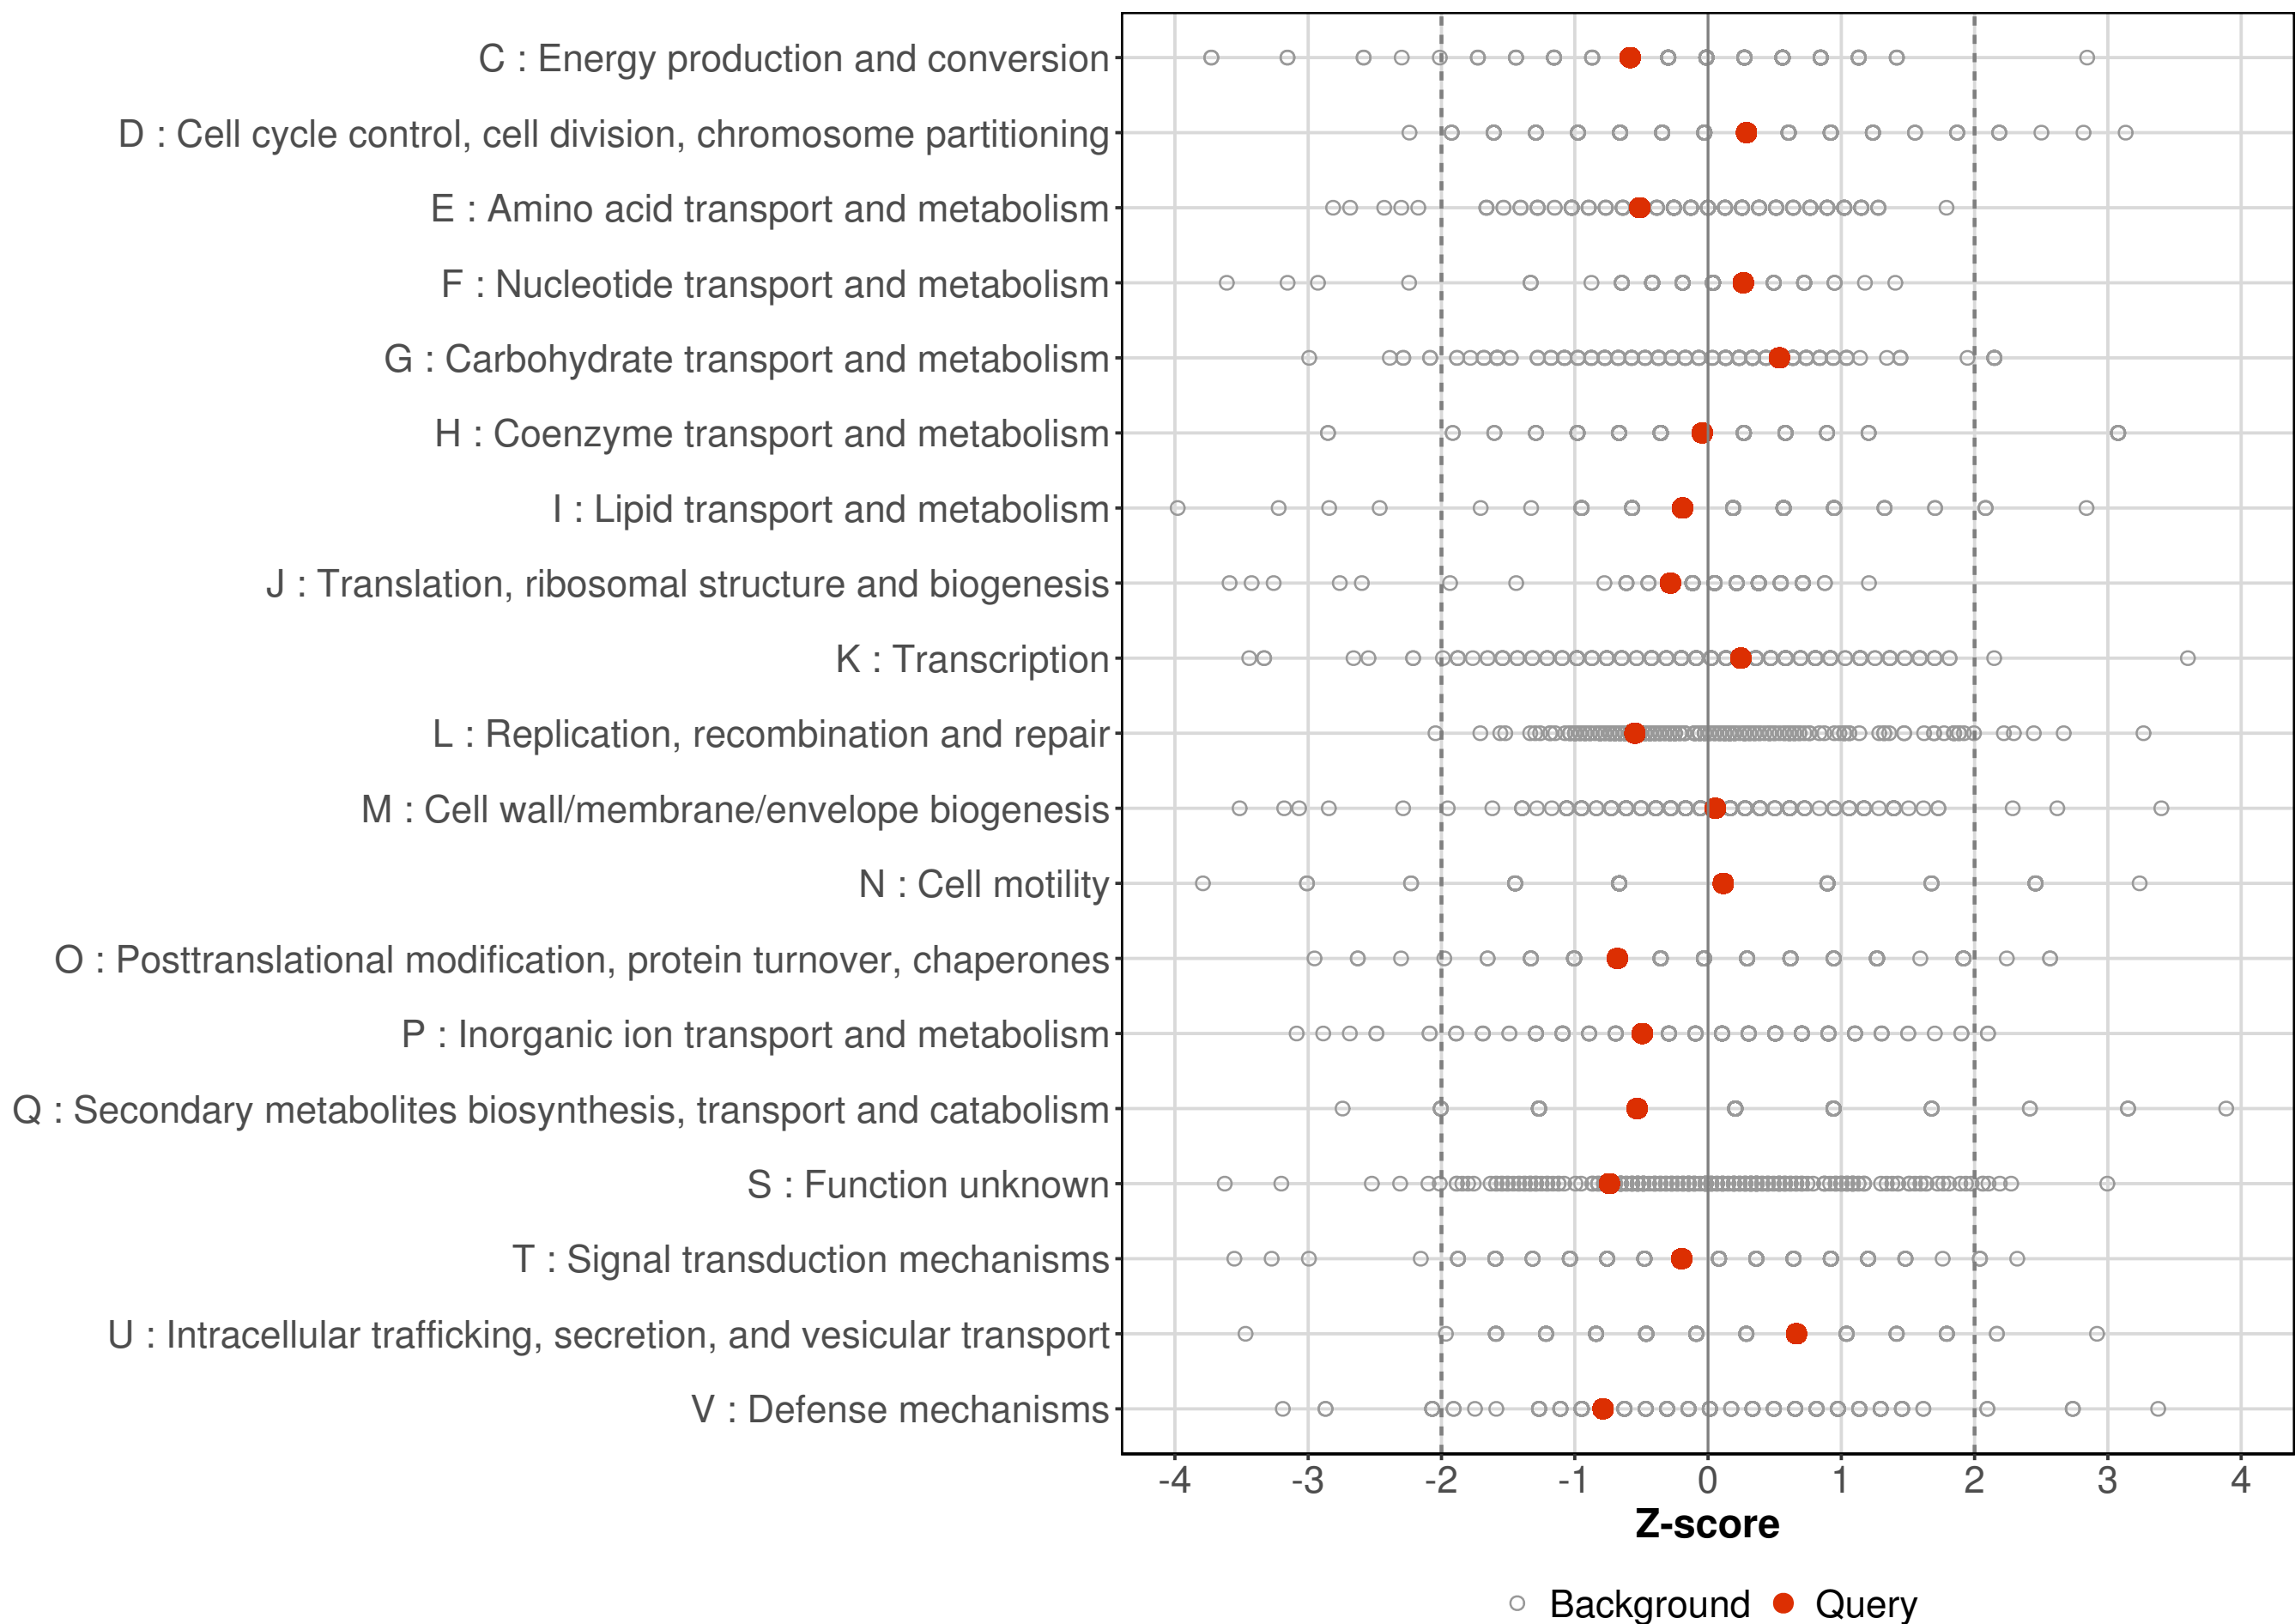 C : Energy production and conversion
D : Cell cycle control, cell division, chromosome partitioning
E : Amino acid transport and metabolism
F : Nucleotide transport and metabolism
G : Carbohydrate transport and metabolism
H : Coenzyme transport and metabolism
I : Lipid transport and metabolism
J : Translation, ribosomal structure and biogenesis
K : Transcription
L : Replication, recombination and repair
M : Cell wall/membrane/envelope biogenesis
N : Cell motility
O : Posttranslational modification, protein turnover, chaperones
P : Inorganic ion transport and metabolism
Q : Secondary metabolites biosynthesis, transport and catabolism
S : Function unknown
T : Signal transduction mechanisms
U : Intracellular trafficking, secretion, and vesicular transport
V : Defense mechanisms
-4 -3 -2 -1 0 1 2 3 4
Z-score
Background Query